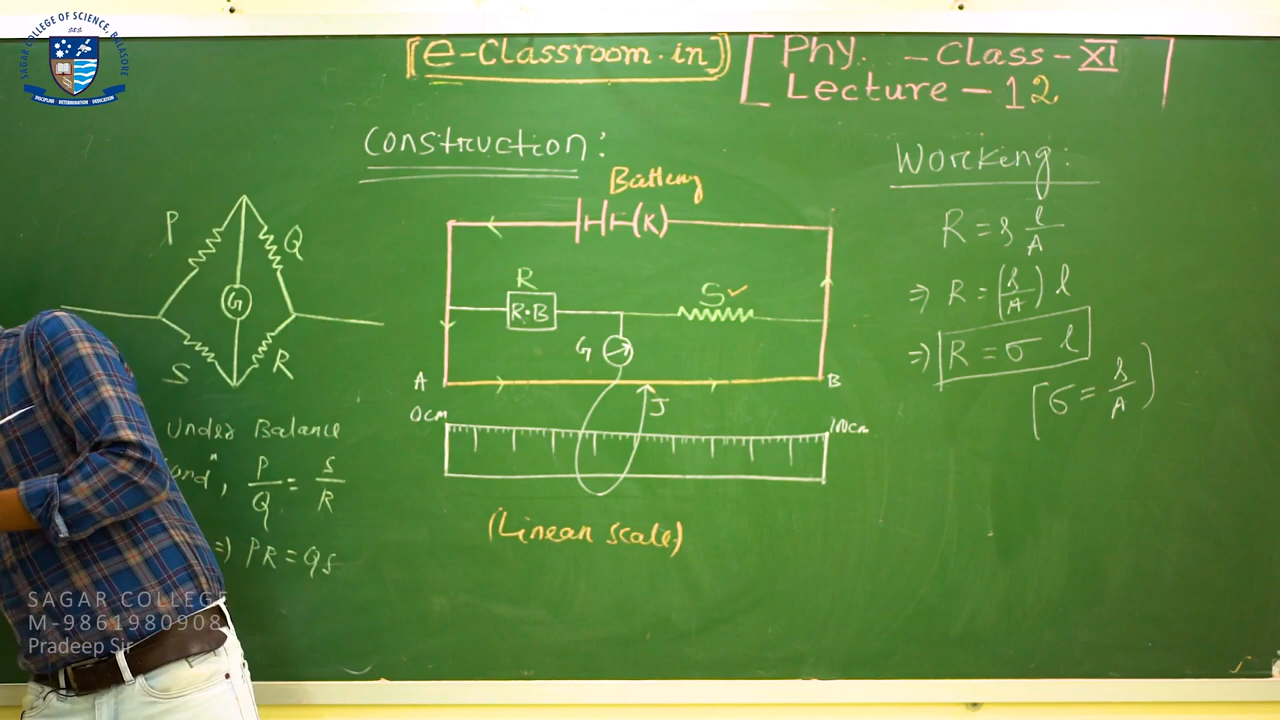 SAGAR COLLEGE OF SCIENCE, BALASORE
SCS
DISCIPLINE DETERMINATION DEDICATION
[e-Classroom.in]
[Phy. - Class - XI
Lecture - 12]
Construction:
Battery
(K)
R
R·B
S
G
A
B
J
0cm
100cm
(Linear scale)
P
Q
G
S
R
Under Balance
condⁿ, P/Q = S/R
⇒) PR = QS
Working:
R = ρ l/A
⇒ R = (ρ/A) l
⇒) R = σ l
[σ = ρ/A]
SAGAR COLLEGE
M-9861980908
Pradeep Sir